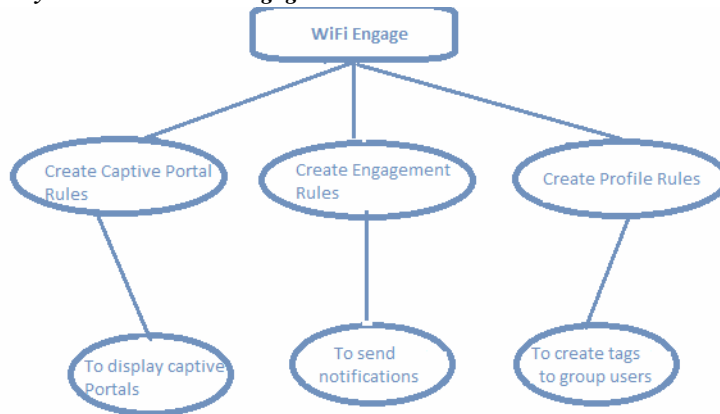 WiFi Engage
Create Captive Portal
Rules
Create Engagement
Rules
Create Profile Rules
To display captive
Portals
To send
notifications
To create tags
to group users